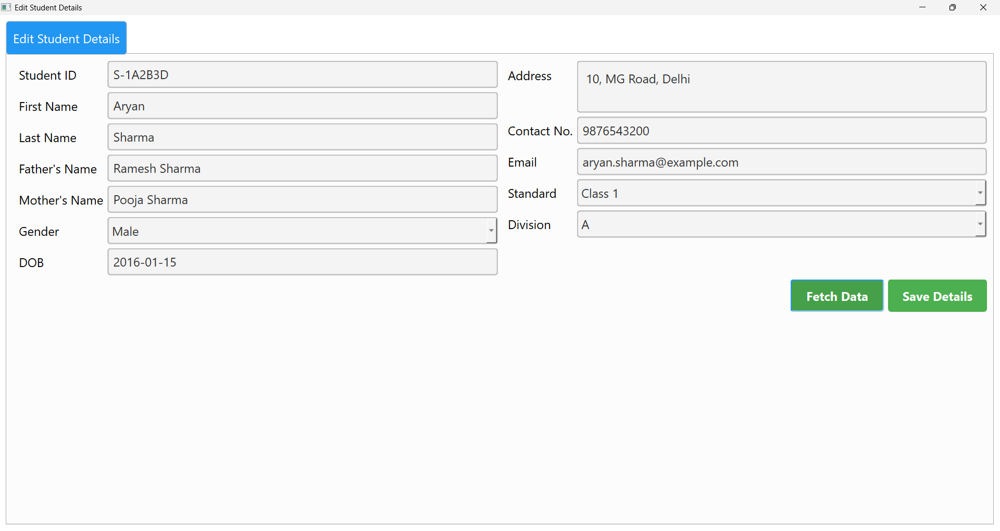 Edit Student Details
Edit Student Details
Student ID S-1A2B3D
First Name Aryan
Last Name Sharma
Father's Name Ramesh Sharma
Mother's Name Pooja Sharma
Gender Male
DOB 2016-01-15
Address 10, MG Road, Delhi
Contact No. 9876543200
Email aryan.sharma@example.com
Standard Class 1
Division A
Fetch Data Save Details